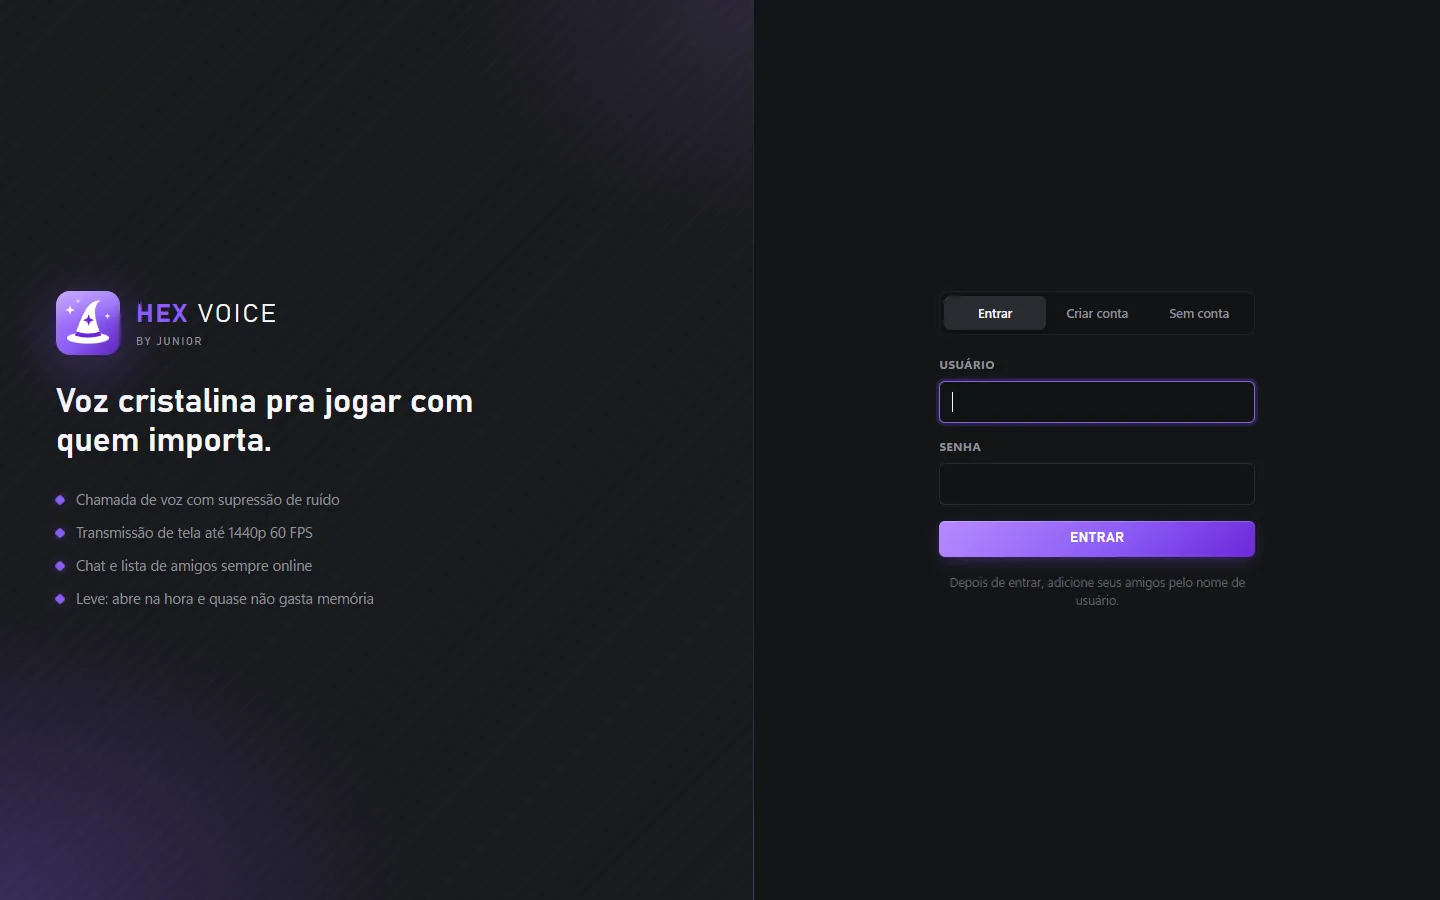 HEX VOICE
BY JUNIOR
Voz cristalina pra jogar com
quem importa.
Chamada de voz com supressão de ruído
Transmissão de tela até 1440p 60 FPS
Chat e lista de amigos sempre online
Leve: abre na hora e quase não gasta memória
Entrar Criar conta Sem conta
USUÁRIO
SENHA
ENTRAR
Depois de entrar, adicione seus amigos pelo nome de
usuário.